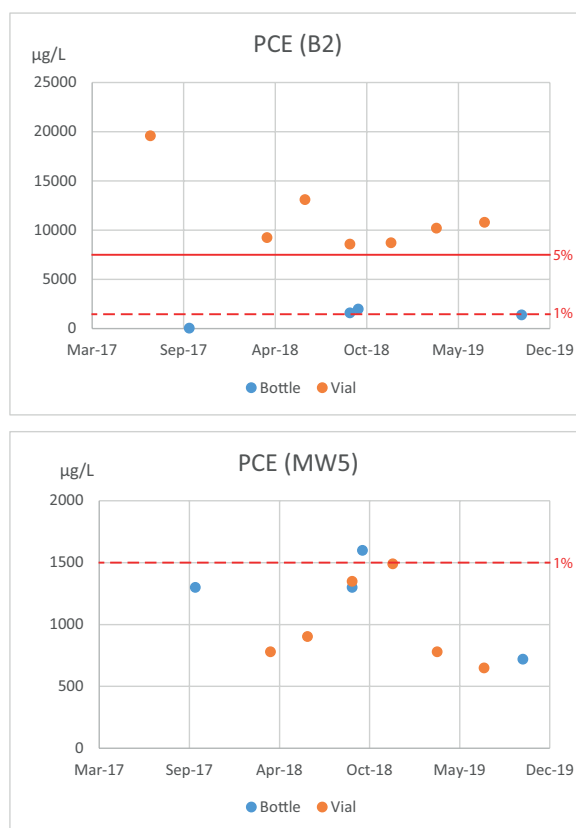 PCE (B2)
µg/L
25000
20000
15000
10000
5%
5000
1%
0
Mar-17 Sep-17 Apr-18 Oct-18 May-19 Dec-19
Bottle Vial
PCE (MW5)
µg/L
2000
1500 1%
1000
500
0
Mar-17 Sep-17 Apr-18 Oct-18 May-19 Dec-19
Bottle Vial